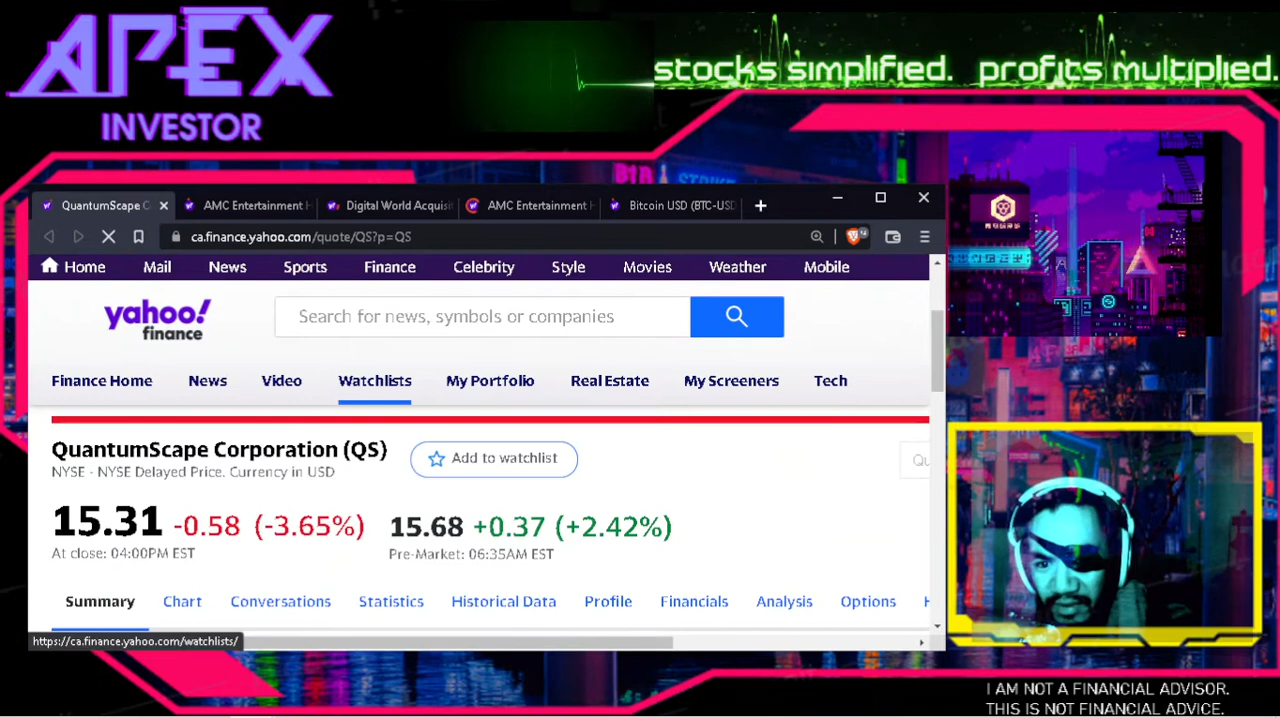 APEX
INVESTOR
stocks simplified. profits multiplied.
QuantumScape C
AMC Entertainment H
Digital World Acquisi
AMC Entertainment H
Bitcoin USD (BTC-USD
ca.finance.yahoo.com/quote/QS?p=QS
Home Mail News Sports Finance Celebrity Style Movies Weather Mobile
yahoo!
finance
Search for news, symbols or companies
Finance Home News Video Watchlists My Portfolio Real Estate My Screeners Tech
QuantumScape Corporation (QS)
Add to watchlist
NYSE - NYSE Delayed Price. Currency in USD
Qu
15.31 -0.58 (-3.65%) 15.68 +0.37 (+2.42%)
At close: 04:00PM EST Pre-Market: 06:35AM EST
Summary Chart Conversations Statistics Historical Data Profile Financials Analysis Options H
https://ca.finance.yahoo.com/watchlists/
I AM NOT A FINANCIAL ADVISOR.
THIS IS NOT FINANCIAL ADVICE.